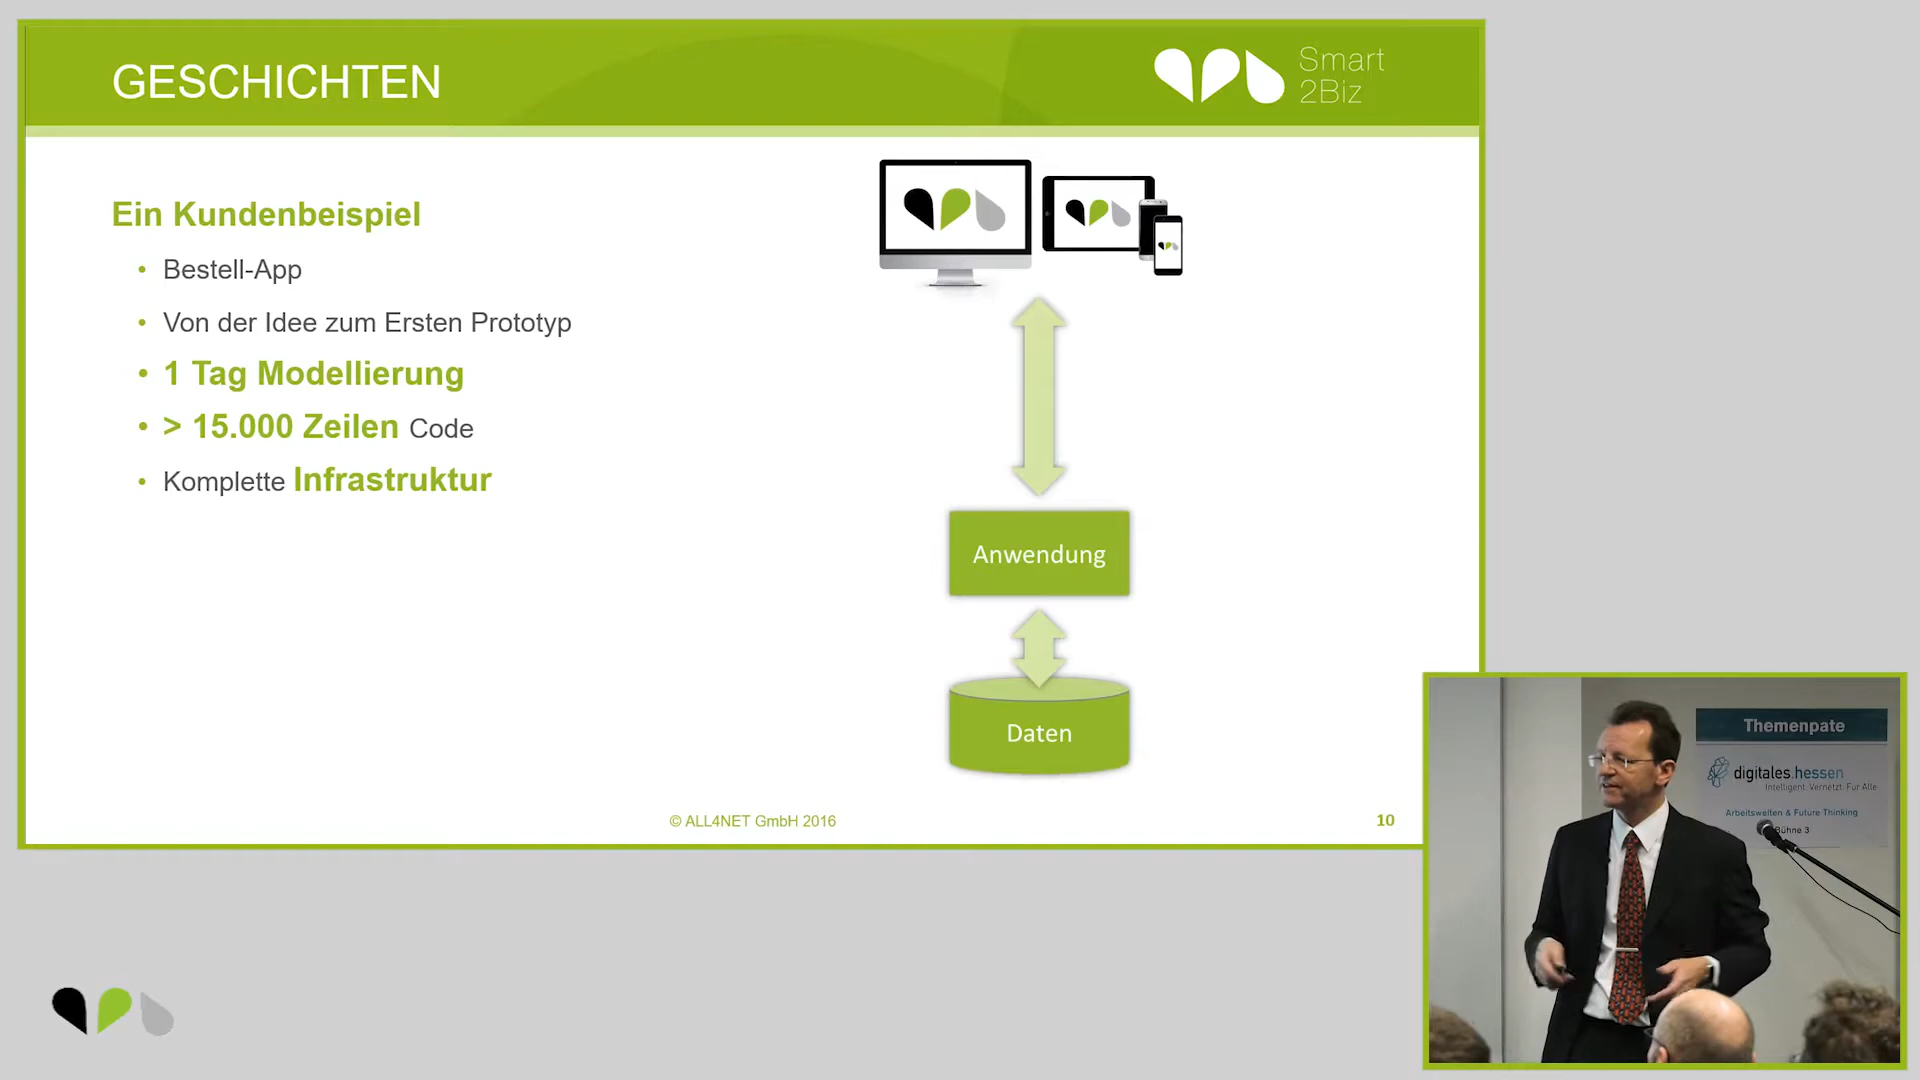 GESCHICHTEN
Smart
2Biz
Ein Kundenbeispiel
• Bestell-App
• Von der Idee zum Ersten Prototyp
• 1 Tag Modellierung
• > 15.000 Zeilen Code
• Komplette Infrastruktur
Anwendung
Daten
© ALL4NET GmbH 2016
10
Themenpate
digitales.hessen
Intelligent. Vernetzt. Für Alle
Arbeitswelten & Future Thinking
Bühne 3